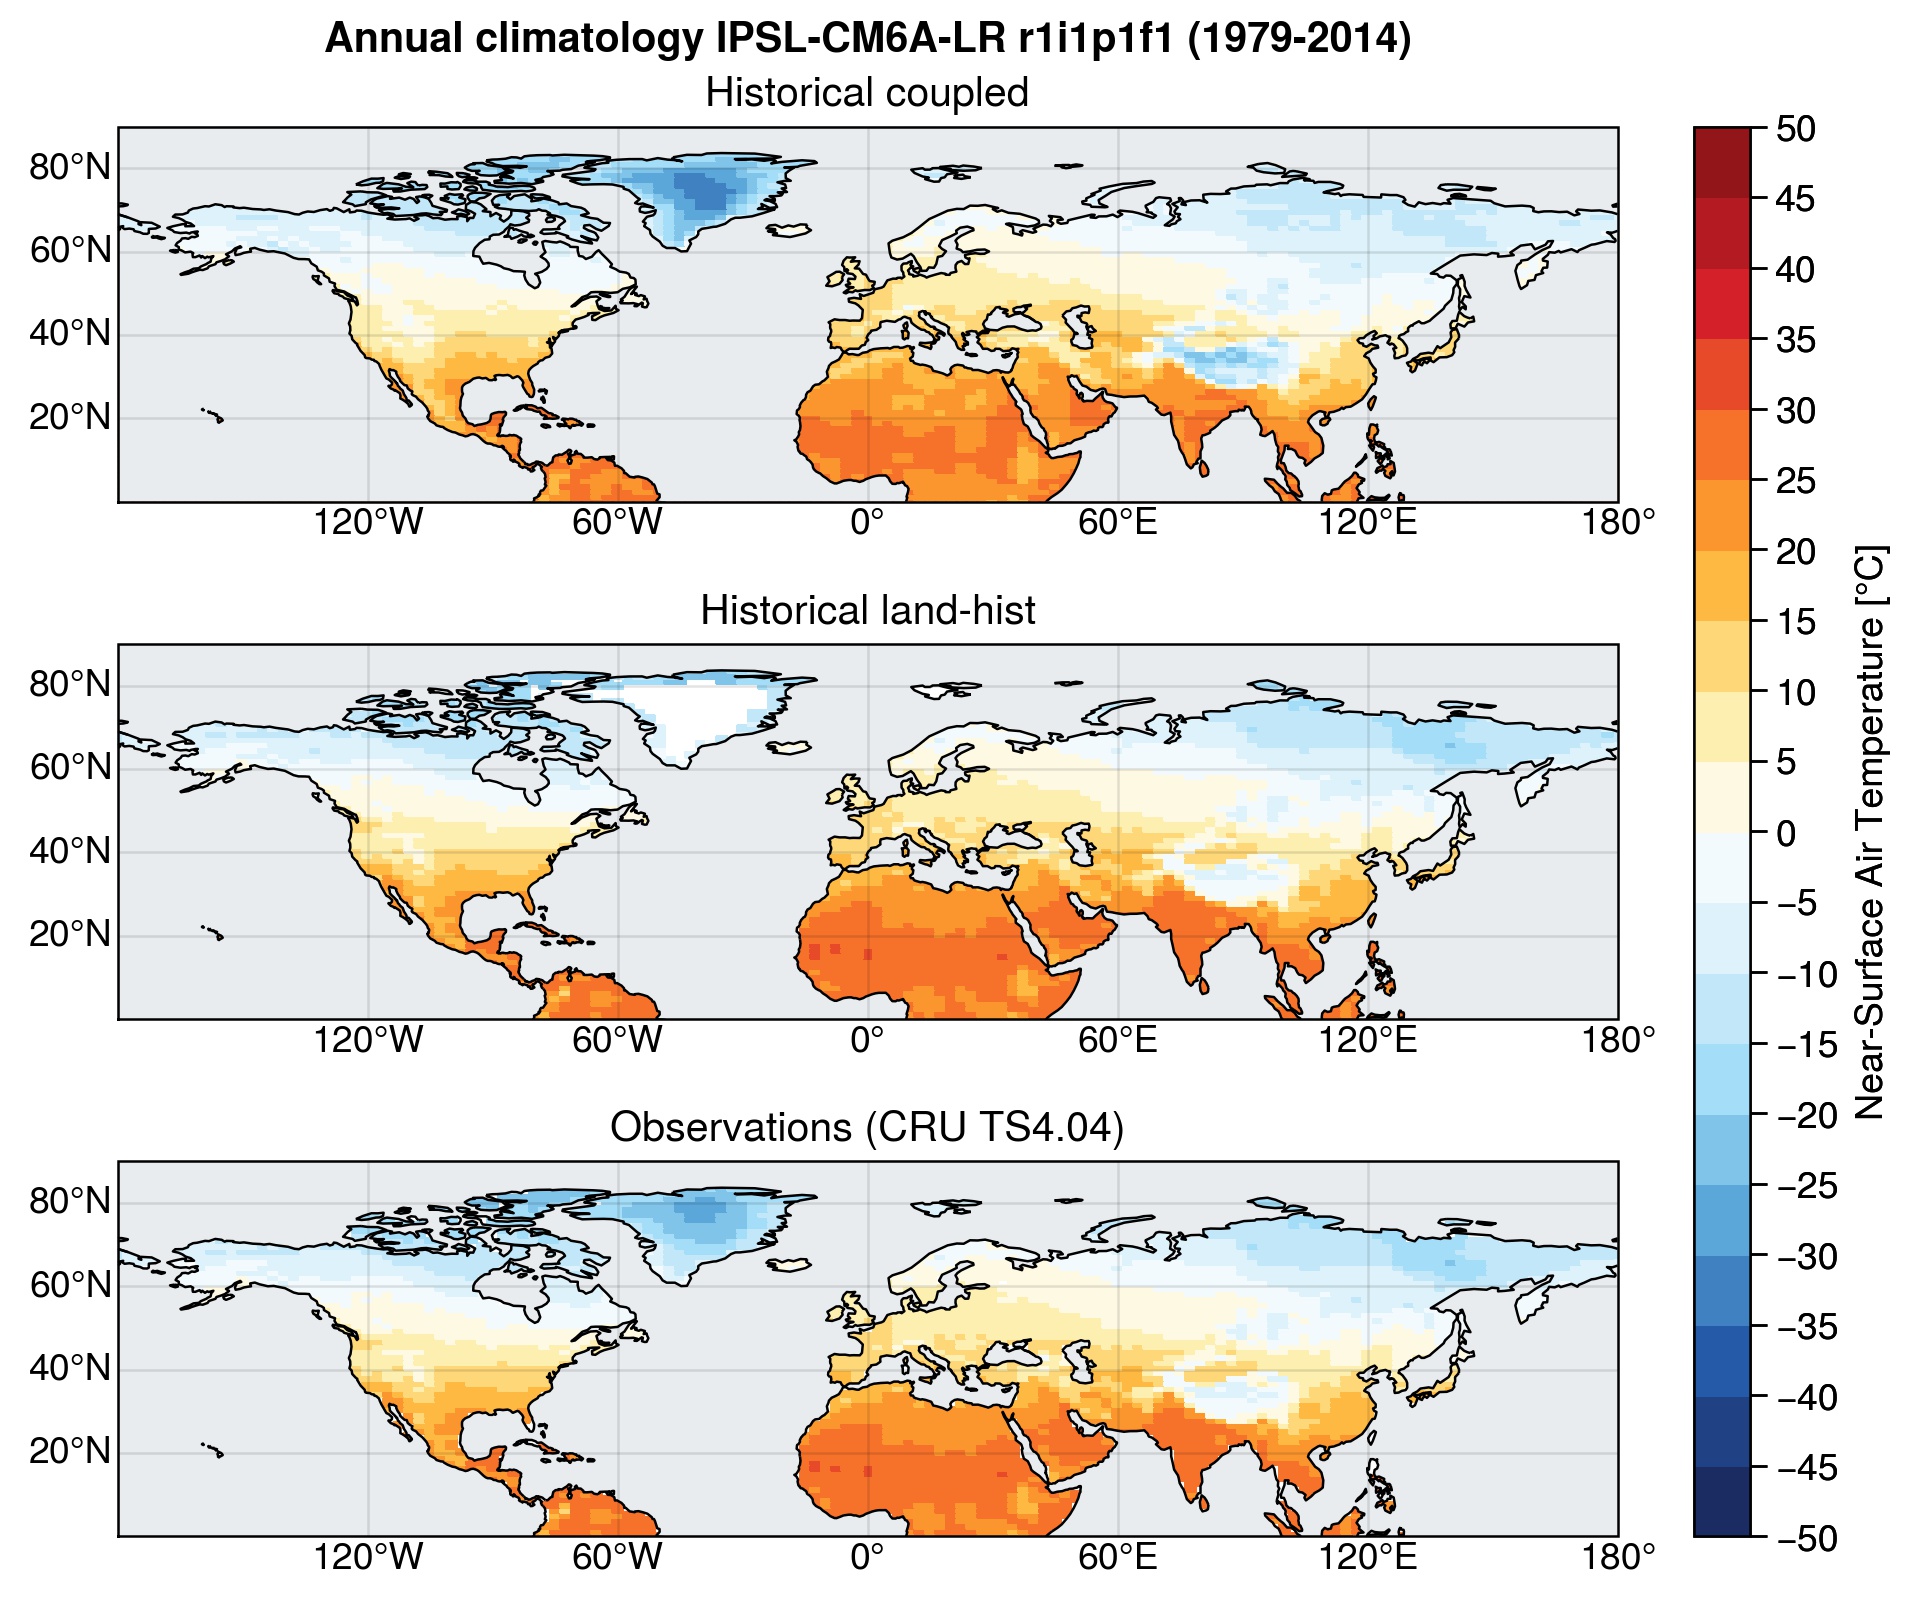 Annual climatology IPSL-CM6A-LR r1i1p1f1 (1979-2014)
Historical coupled
80°N
60°N
40°N
20°N
120°W 60°W 0° 60°E 120°E 180°
Historical land-hist
80°N
60°N
40°N
20°N
120°W 60°W 0° 60°E 120°E 180°
Observations (CRU TS4.04)
80°N
60°N
40°N
20°N
120°W 60°W 0° 60°E 120°E 180°
50
45
40
35
30
25
20
15
10
5
0
−5
−10
−15
−20
−25
−30
−35
−40
−45
−50
Near-Surface Air Temperature [°C]